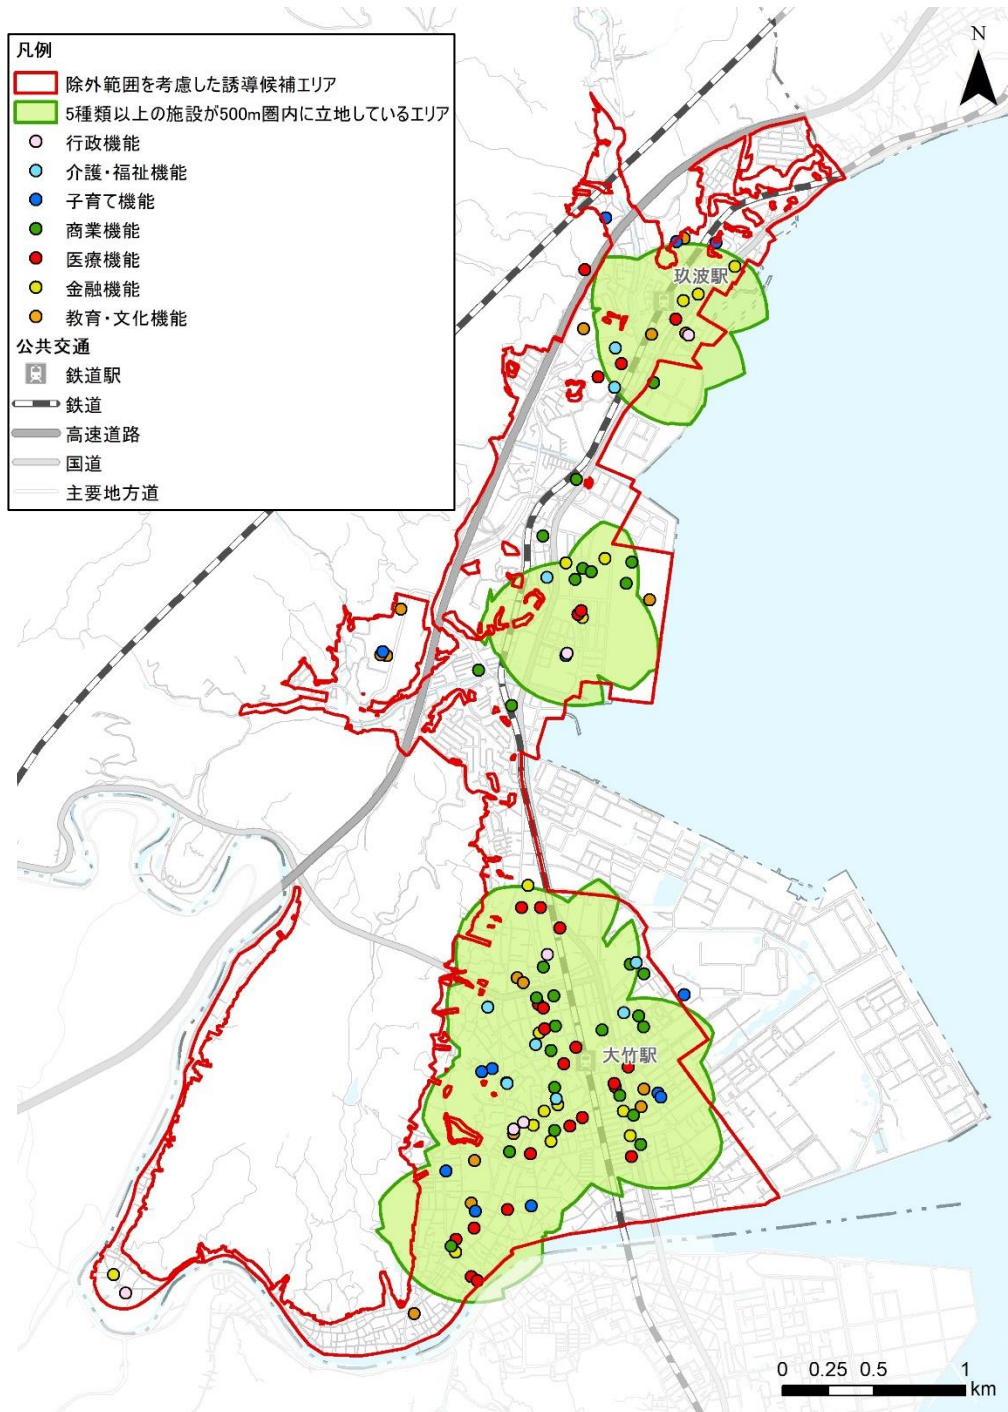 凡例
除外範囲を考慮した誘導候補エリア
5種類以上の施設が500m圏内に立地しているエリア
行政機能
介護・福祉機能
子育て機能
商業機能
医療機能
金融機能
教育・文化機能
公共交通
鉄道駅
鉄道
高速道路
国道
主要地方道
N
玖波駅
大竹駅
0 0.25 0.5 1
km